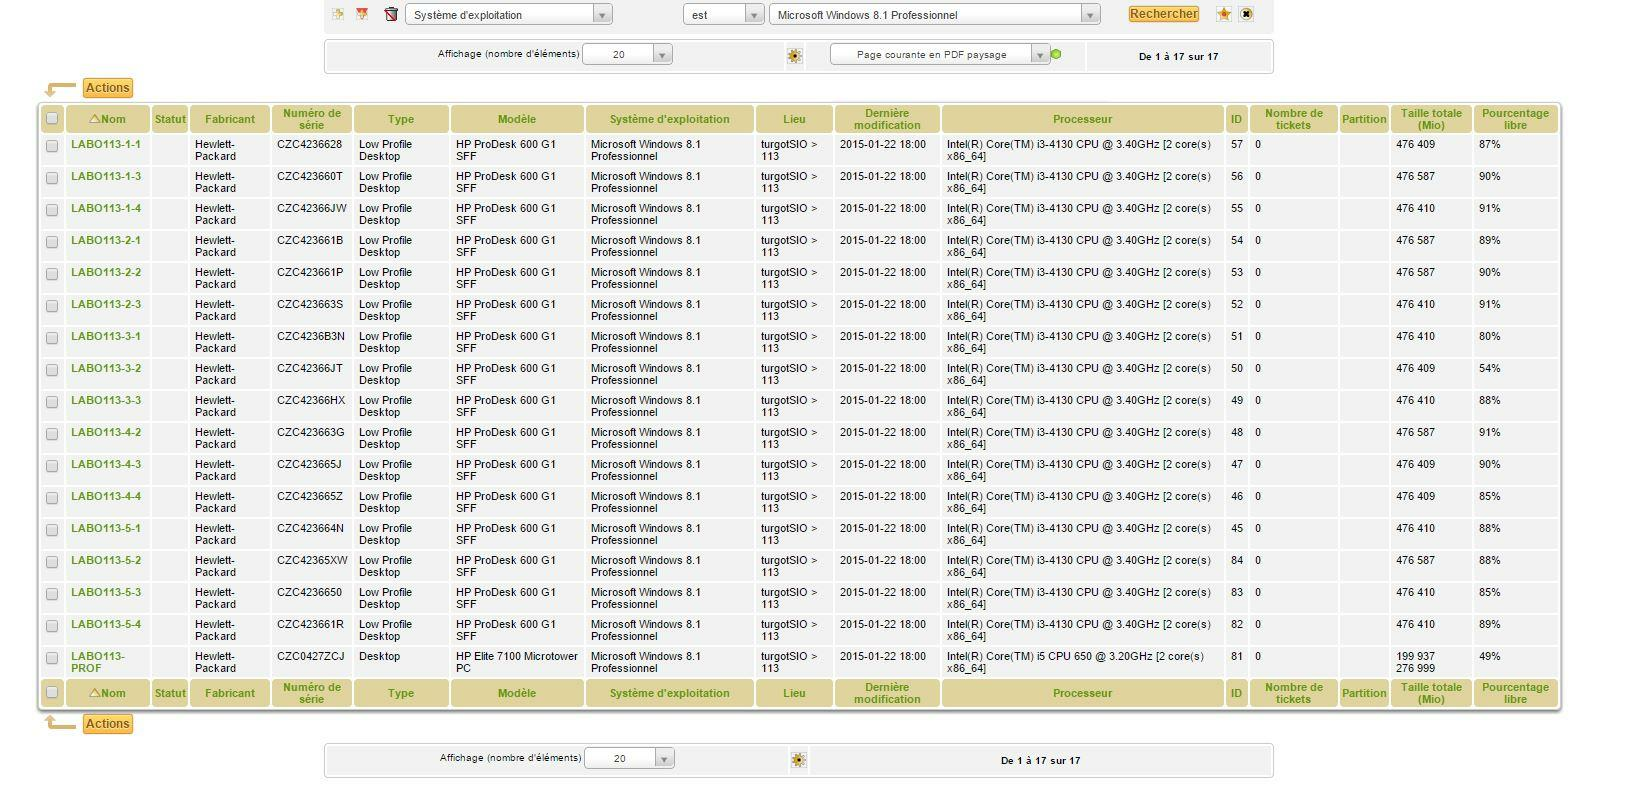 Système d'exploitation est Microsoft Windows 8.1 Professionnel Rechercher
Affichage (nombre d'éléments) 20 Page courante en PDF paysage De 1 à 17 sur 17
Actions
Nom Statut Fabricant Numéro de série Type Modèle Système d'exploitation Lieu Dernière modification Processeur ID Nombre de tickets Partition Taille totale (Mio) Pourcentage libre
LABO113-1-1 Hewlett-Packard CZC4236628 Low Profile Desktop HP ProDesk 600 G1 SFF Microsoft Windows 8.1 Professionnel turgotSIO > 113 2015-01-22 18:00 Intel(R) Core(TM) i3-4130 CPU @ 3.40GHz [2 core(s) x86_64] 57 0 476 409 87%
LABO113-1-3 Hewlett-Packard CZC423660T Low Profile Desktop HP ProDesk 600 G1 SFF Microsoft Windows 8.1 Professionnel turgotSIO > 113 2015-01-22 18:00 Intel(R) Core(TM) i3-4130 CPU @ 3.40GHz [2 core(s) x86_64] 56 0 476 587 90%
LABO113-1-4 Hewlett-Packard CZC42366JW Low Profile Desktop HP ProDesk 600 G1 SFF Microsoft Windows 8.1 Professionnel turgotSIO > 113 2015-01-22 18:00 Intel(R) Core(TM) i3-4130 CPU @ 3.40GHz [2 core(s) x86_64] 55 0 476 410 91%
LABO113-2-1 Hewlett-Packard CZC423661B Low Profile Desktop HP ProDesk 600 G1 SFF Microsoft Windows 8.1 Professionnel turgotSIO > 113 2015-01-22 18:00 Intel(R) Core(TM) i3-4130 CPU @ 3.40GHz [2 core(s) x86_64] 54 0 476 587 89%
LABO113-2-2 Hewlett-Packard CZC423661P Low Profile Desktop HP ProDesk 600 G1 SFF Microsoft Windows 8.1 Professionnel turgotSIO > 113 2015-01-22 18:00 Intel(R) Core(TM) i3-4130 CPU @ 3.40GHz [2 core(s) x86_64] 53 0 476 587 90%
LABO113-2-3 Hewlett-Packard CZC423663S Low Profile Desktop HP ProDesk 600 G1 SFF Microsoft Windows 8.1 Professionnel turgotSIO > 113 2015-01-22 18:00 Intel(R) Core(TM) i3-4130 CPU @ 3.40GHz [2 core(s) x86_64] 52 0 476 410 91%
LABO113-3-1 Hewlett-Packard CZC4236B3N Low Profile Desktop HP ProDesk 600 G1 SFF Microsoft Windows 8.1 Professionnel turgotSIO > 113 2015-01-22 18:00 Intel(R) Core(TM) i3-4130 CPU @ 3.40GHz [2 core(s) x86_64] 51 0 476 410 80%
LABO113-3-2 Hewlett-Packard CZC42366JT Low Profile Desktop HP ProDesk 600 G1 SFF Microsoft Windows 8.1 Professionnel turgotSIO > 113 2015-01-22 18:00 Intel(R) Core(TM) i3-4130 CPU @ 3.40GHz [2 core(s) x86_64] 50 0 476 409 54%
LABO113-3-3 Hewlett-Packard CZC42366HX Low Profile Desktop HP ProDesk 600 G1 SFF Microsoft Windows 8.1 Professionnel turgotSIO > 113 2015-01-22 18:00 Intel(R) Core(TM) i3-4130 CPU @ 3.40GHz [2 core(s) x86_64] 49 0 476 409 88%
LABO113-4-2 Hewlett-Packard CZC423663G Low Profile Desktop HP ProDesk 600 G1 SFF Microsoft Windows 8.1 Professionnel turgotSIO > 113 2015-01-22 18:00 Intel(R) Core(TM) i3-4130 CPU @ 3.40GHz [2 core(s) x86_64] 48 0 476 587 91%
LABO113-4-3 Hewlett-Packard CZC423665J Low Profile Desktop HP ProDesk 600 G1 SFF Microsoft Windows 8.1 Professionnel turgotSIO > 113 2015-01-22 18:00 Intel(R) Core(TM) i3-4130 CPU @ 3.40GHz [2 core(s) x86_64] 47 0 476 409 90%
LABO113-4-4 Hewlett-Packard CZC423665Z Low Profile Desktop HP ProDesk 600 G1 SFF Microsoft Windows 8.1 Professionnel turgotSIO > 113 2015-01-22 18:00 Intel(R) Core(TM) i3-4130 CPU @ 3.40GHz [2 core(s) x86_64] 46 0 476 409 85%
LABO113-5-1 Hewlett-Packard CZC423664N Low Profile Desktop HP ProDesk 600 G1 SFF Microsoft Windows 8.1 Professionnel turgotSIO > 113 2015-01-22 18:00 Intel(R) Core(TM) i3-4130 CPU @ 3.40GHz [2 core(s) x86_64] 45 0 476 410 88%
LABO113-5-2 Hewlett-Packard CZC42365XW Low Profile Desktop HP ProDesk 600 G1 SFF Microsoft Windows 8.1 Professionnel turgotSIO > 113 2015-01-22 18:00 Intel(R) Core(TM) i3-4130 CPU @ 3.40GHz [2 core(s) x86_64] 84 0 476 587 88%
LABO113-5-3 Hewlett-Packard CZC4236650 Low Profile Desktop HP ProDesk 600 G1 SFF Microsoft Windows 8.1 Professionnel turgotSIO > 113 2015-01-22 18:00 Intel(R) Core(TM) i3-4130 CPU @ 3.40GHz [2 core(s) x86_64] 83 0 476 410 85%
LABO113-5-4 Hewlett-Packard CZC423661R Low Profile Desktop HP ProDesk 600 G1 SFF Microsoft Windows 8.1 Professionnel turgotSIO > 113 2015-01-22 18:00 Intel(R) Core(TM) i3-4130 CPU @ 3.40GHz [2 core(s) x86_64] 82 0 476 410 89%
LABO113-PROF Hewlett-Packard CZC0427ZCJ Desktop HP Elite 7100 Microtower PC Microsoft Windows 8.1 Professionnel turgotSIO > 113 2015-01-22 18:00 Intel(R) Core(TM) i5 CPU 650 @ 3.20GHz [2 core(s) x86_64] 81 0 199 937 276 999 49%
Nom Statut Fabricant Numéro de série Type Modèle Système d'exploitation Lieu Dernière modification Processeur ID Nombre de tickets Partition Taille totale (Mio) Pourcentage libre
Actions
Affichage (nombre d'éléments) 20 De 1 à 17 sur 17